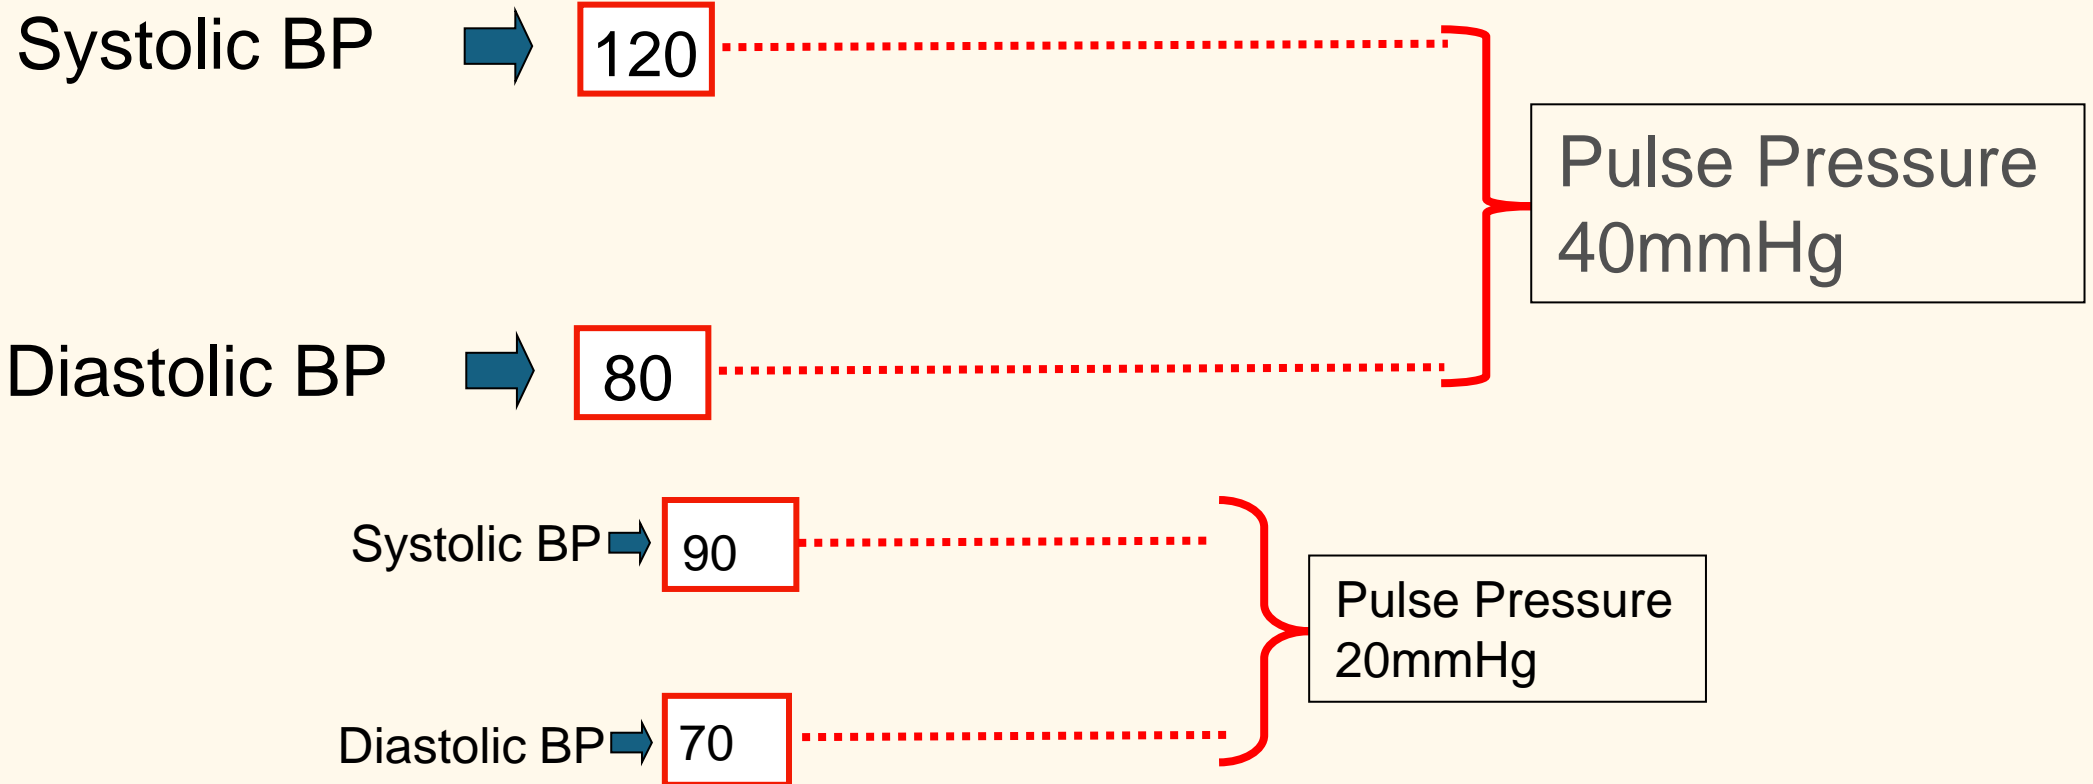 Systolic BP 120
Pulse Pressure
40mmHg
Diastolic BP 80
Systolic BP 90
Pulse Pressure
20mmHg
Diastolic BP 70